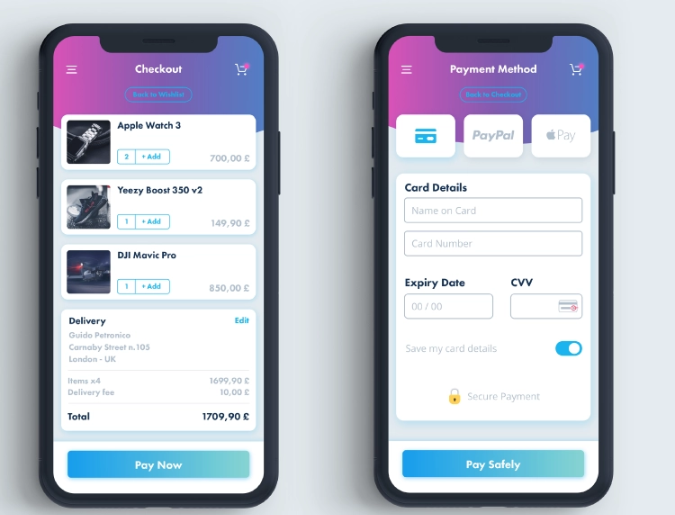 Checkout
Back to Wishlist
Apple Watch 3
2 + Add 700,00 £
Yeezy Boost 350 v2
1 + Add 149,90 £
DJI Mavic Pro
1 + Add 850,00 £
Delivery Edit
Guido Petronico
Carnaby Street n.105
London - UK
Items x4 1699,90 £
Delivery fee 10,00 £
Total 1709,90 £
Pay Now
Payment Method
Back to Checkout
PayPal Pay
Card Details
Name on Card
Card Number
Expiry Date CVV
00 / 00
Save my card details
Secure Payment
Pay Safely